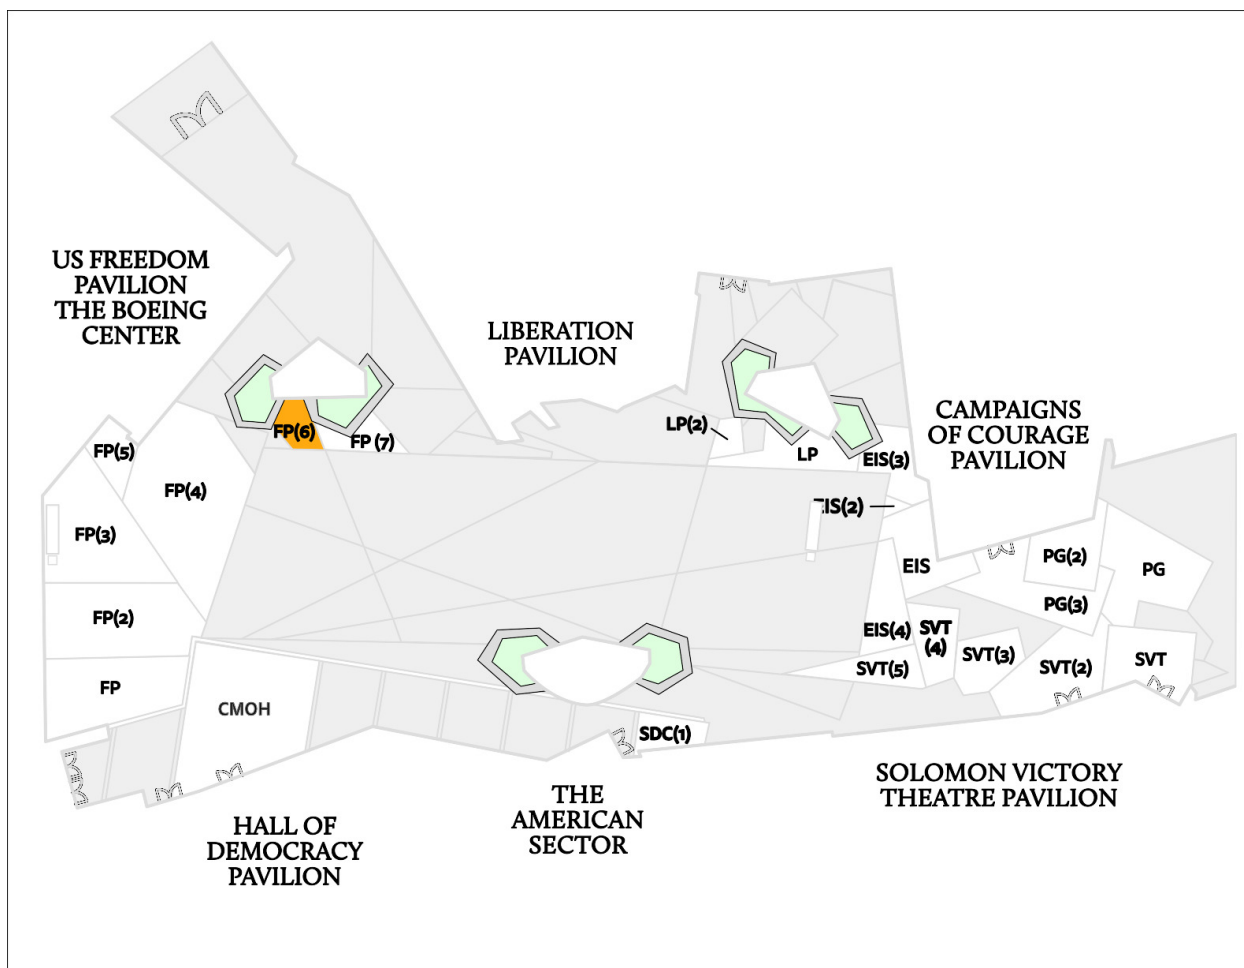 US FREEDOM
PAVILION
THE BOEING
CENTER
LIBERATION
PAVILION
CAMPAIGNS
OF COURAGE
PAVILION
FP(5)
FP(6)
FP (7)
LP(2)
LP
EIS(3)
FP(4)
EIS(2)
FP(3)
EIS
PG(2)
PG
PG(3)
FP(2)
EIS(4)
SVT
(4)
SVT(3)
SVT(5)
SVT(2)
SVT
FP
CMOH
SDC(1)
SOLOMON VICTORY
THEATRE PAVILION
THE
AMERICAN
SECTOR
HALL OF
DEMOCRACY
PAVILION